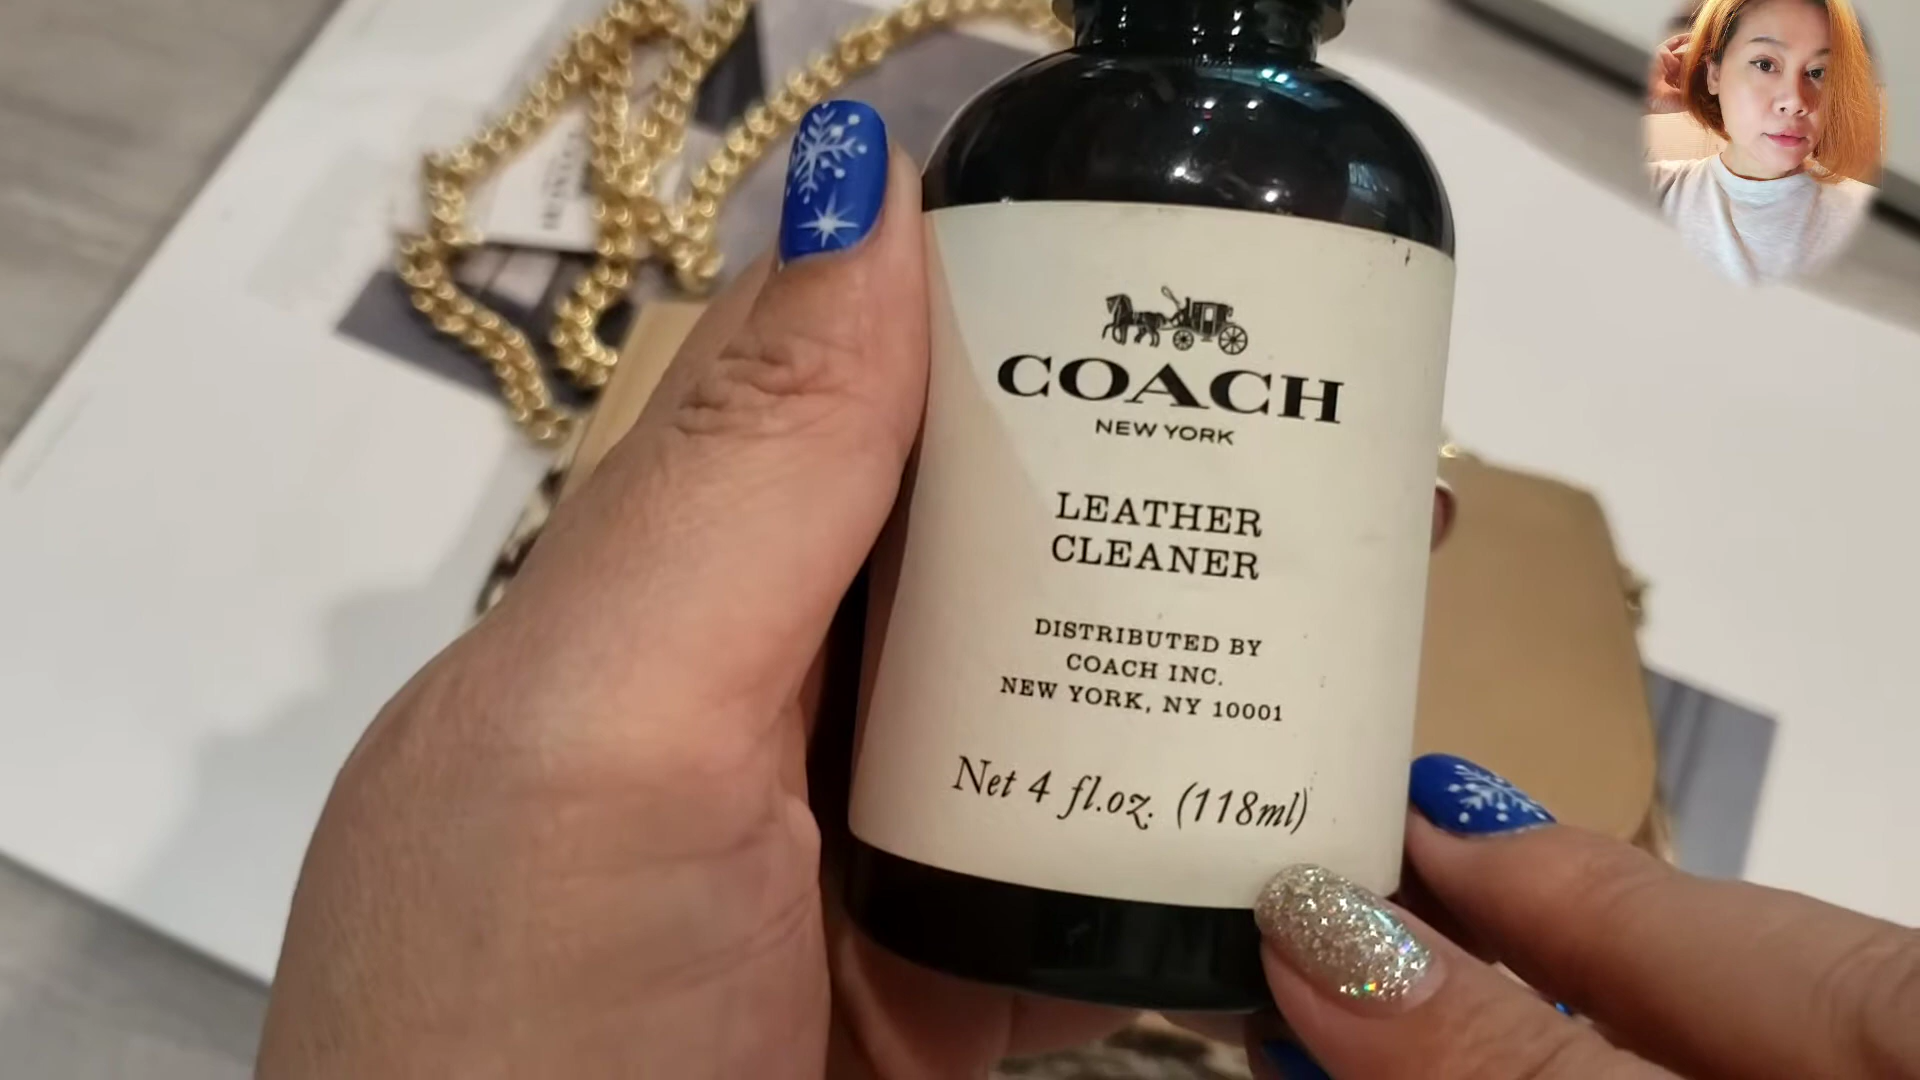 COACH
NEW YORK
LEATHER
CLEANER
DISTRIBUTED BY
COACH INC.
NEW YORK, NY 10001
Net 4 fl.oz. (118ml)